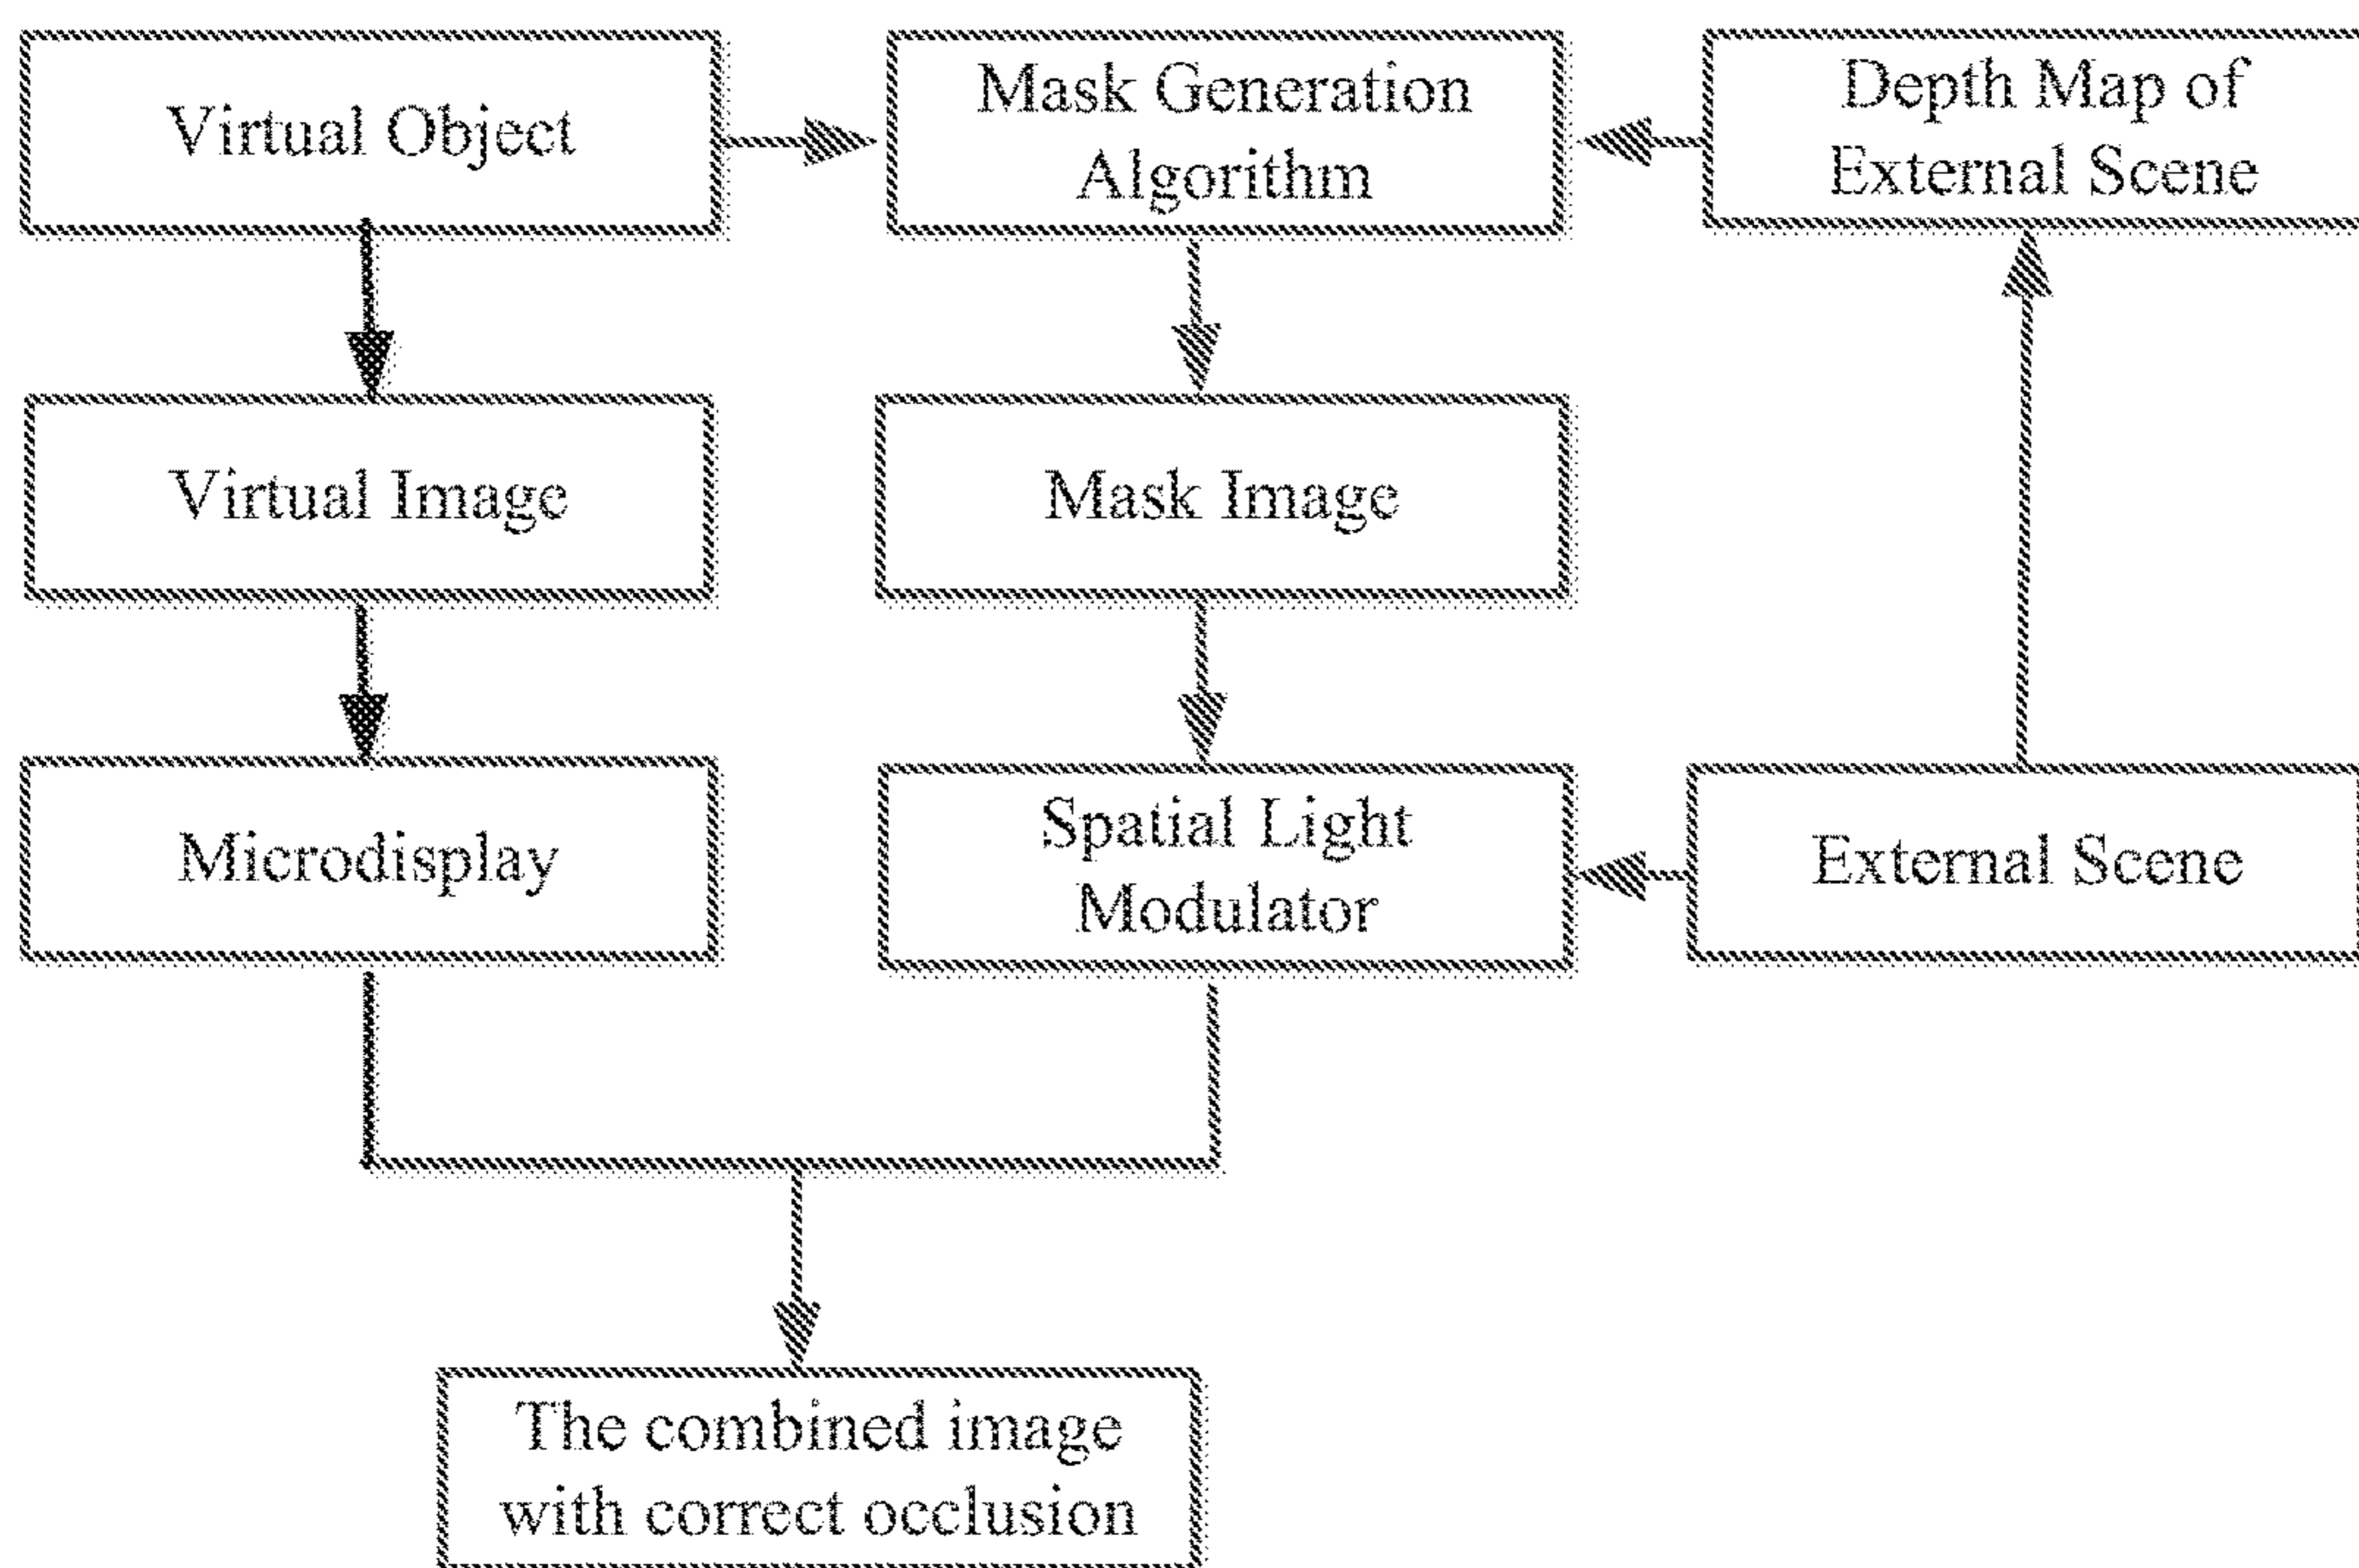 Virtual Object
Mask Generation
Algorithm
Depth Map of
External Scene
Virtual Image
Mask Image
Microdisplay
Spatial Light
Modulator
External Scene
The combined image
with correct occlusion